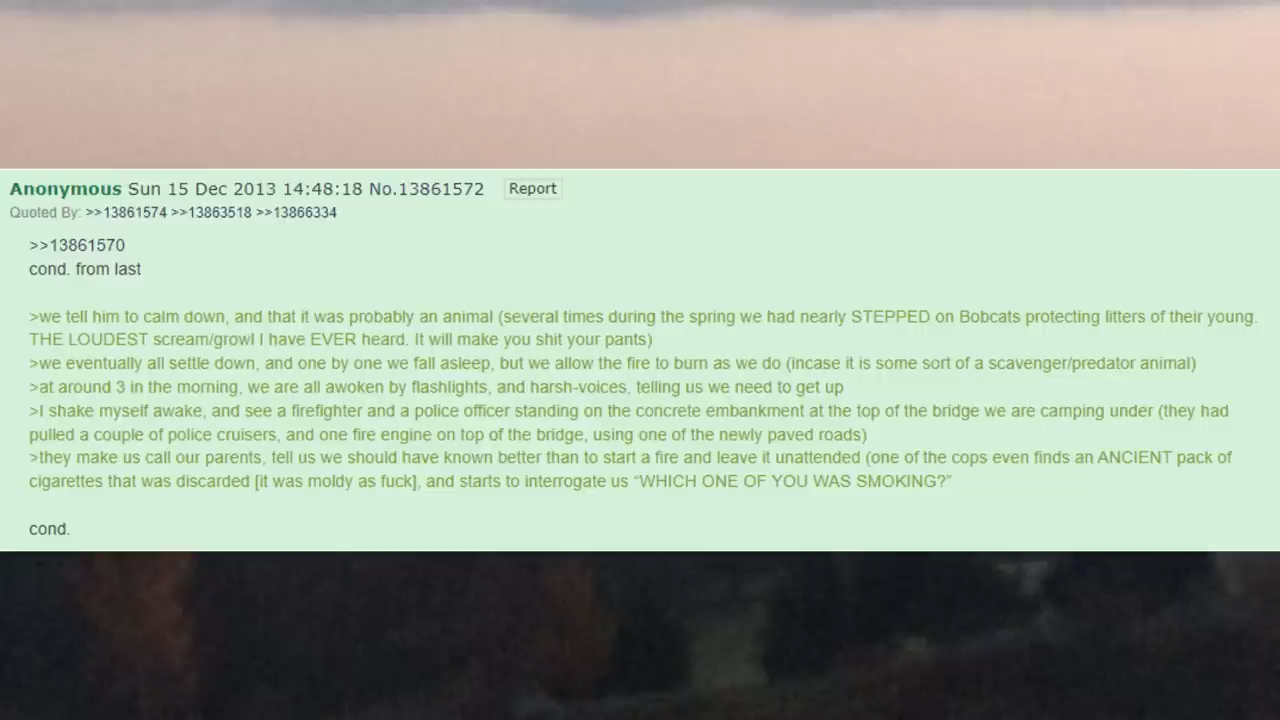 Anonymous Sun 15 Dec 2013 14:48:18 No.13861572 Report
Quoted By: >>13861574 >>13863518 >>13866334
>>13861570
cond. from last
>we tell him to calm down, and that it was probably an animal (several times during the spring we had nearly STEPPED on Bobcats protecting litters of their young.
THE LOUDEST scream/growl I have EVER heard. It will make you shit your pants)
>we eventually all settle down, and one by one we fall asleep, but we allow the fire to burn as we do (incase it is some sort of a scavenger/predator animal)
>at around 3 in the morning, we are all awoken by flashlights, and harsh-voices, telling us we need to get up
>I shake myself awake, and see a firefighter and a police officer standing on the concrete embankment at the top of the bridge we are camping under (they had
pulled a couple of police cruisers, and one fire engine on top of the bridge, using one of the newly paved roads)
>they make us call our parents, tell us we should have known better than to start a fire and leave it unattended (one of the cops even finds an ANCIENT pack of
cigarettes that was discarded [it was moldy as fuck], and starts to interrogate us “WHICH ONE OF YOU WAS SMOKING?”
cond.